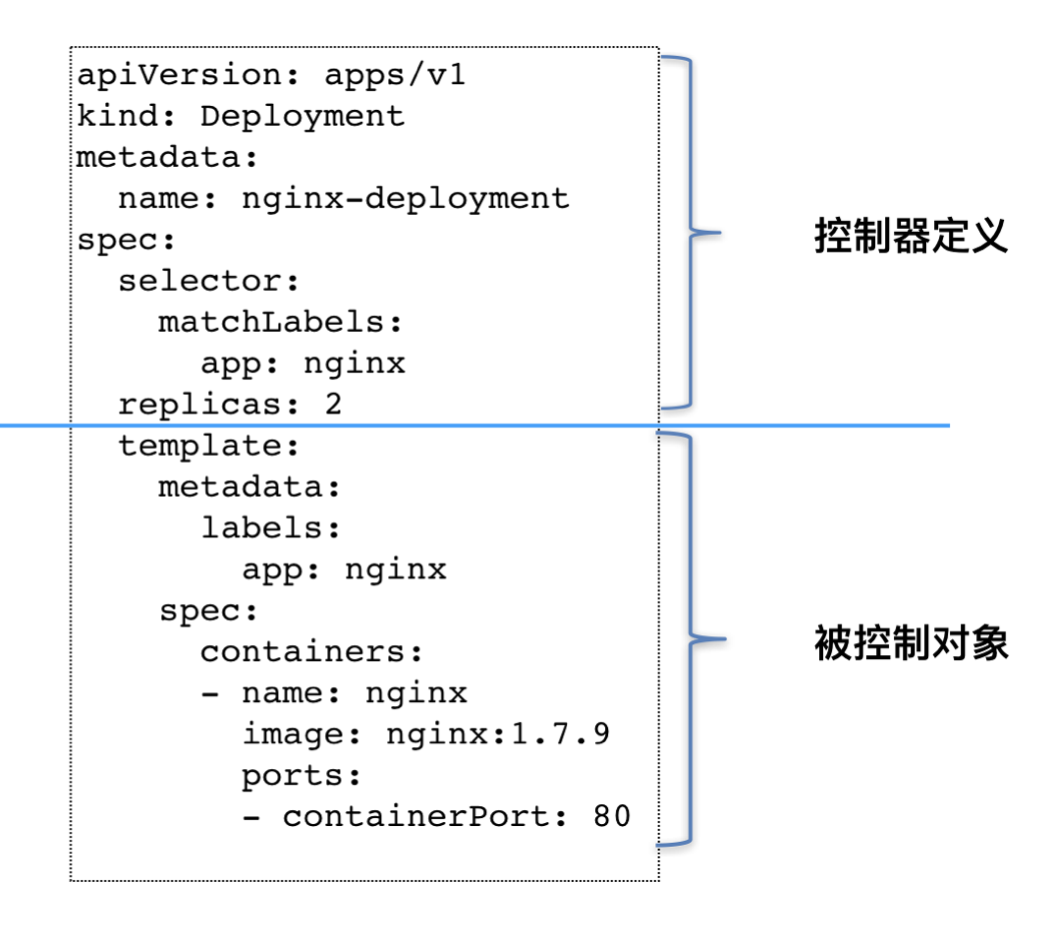 apiVersion: apps/v1
kind: Deployment
metadata:
  name: nginx-deployment
spec:
  selector:
    matchLabels:
      app: nginx
  replicas: 2
控制器定义
  template:
    metadata:
      labels:
        app: nginx
    spec:
      containers:
      - name: nginx
        image: nginx:1.7.9
        ports:
        - containerPort: 80
被控制对象